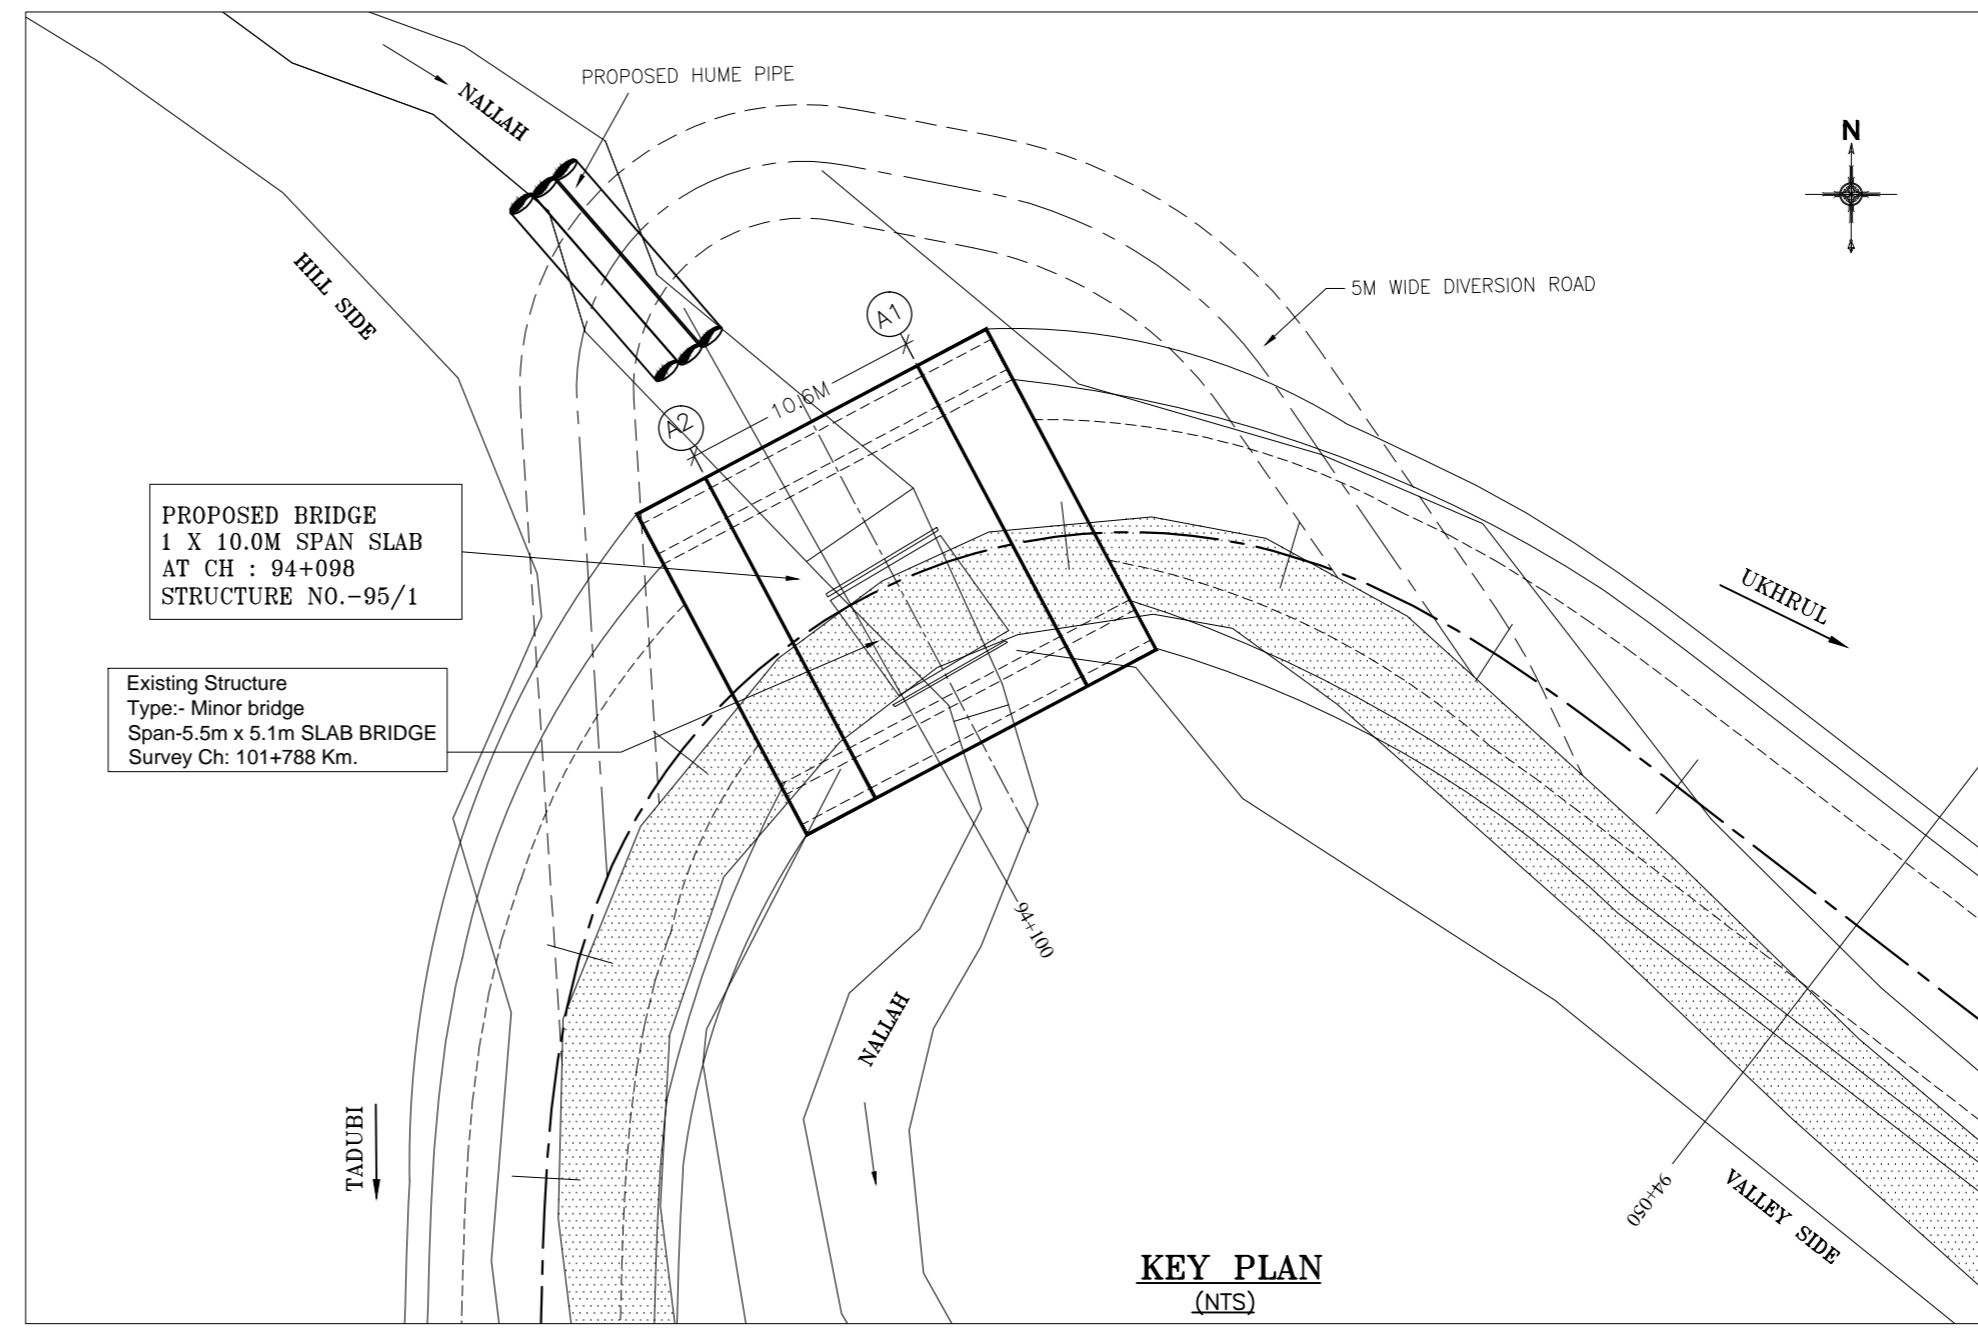 PROPOSED HUME PIPE
NALLAH
N
HILL SIDE
5M WIDE DIVERSION ROAD
A1
10.6M
A2
PROPOSED BRIDGE
1 X 10.0M SPAN SLAB
AT CH : 94+098
STRUCTURE NO.-95/1
UKHRUL
Existing Structure
Type:- Minor bridge
Span-5.5m x 5.1m SLAB BRIDGE
Survey Ch: 101+788 Km.
94+100
NALLAH
TADUBI
94+050
VALLEY SIDE
KEY PLAN
(NTS)